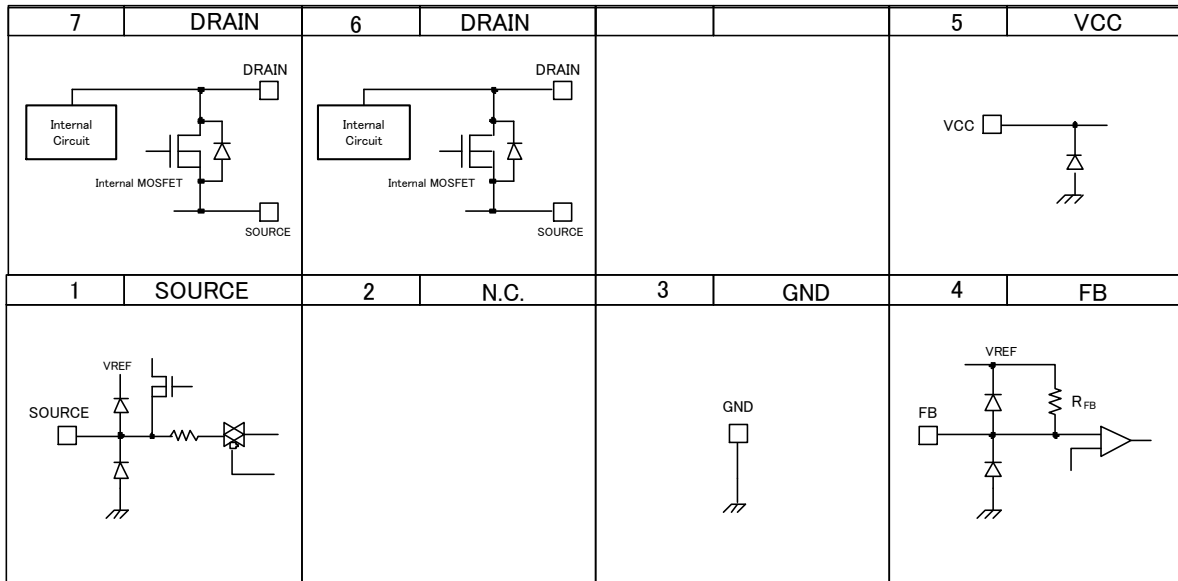 7 DRAIN 6 DRAIN 5 VCC
DRAIN
Internal
Circuit
Internal MOSFET
SOURCE
DRAIN
Internal
Circuit
Internal MOSFET
SOURCE
VCC
1 SOURCE 2 N.C. 3 GND 4 FB
VREF
SOURCE
GND
VREF
RFB
FB